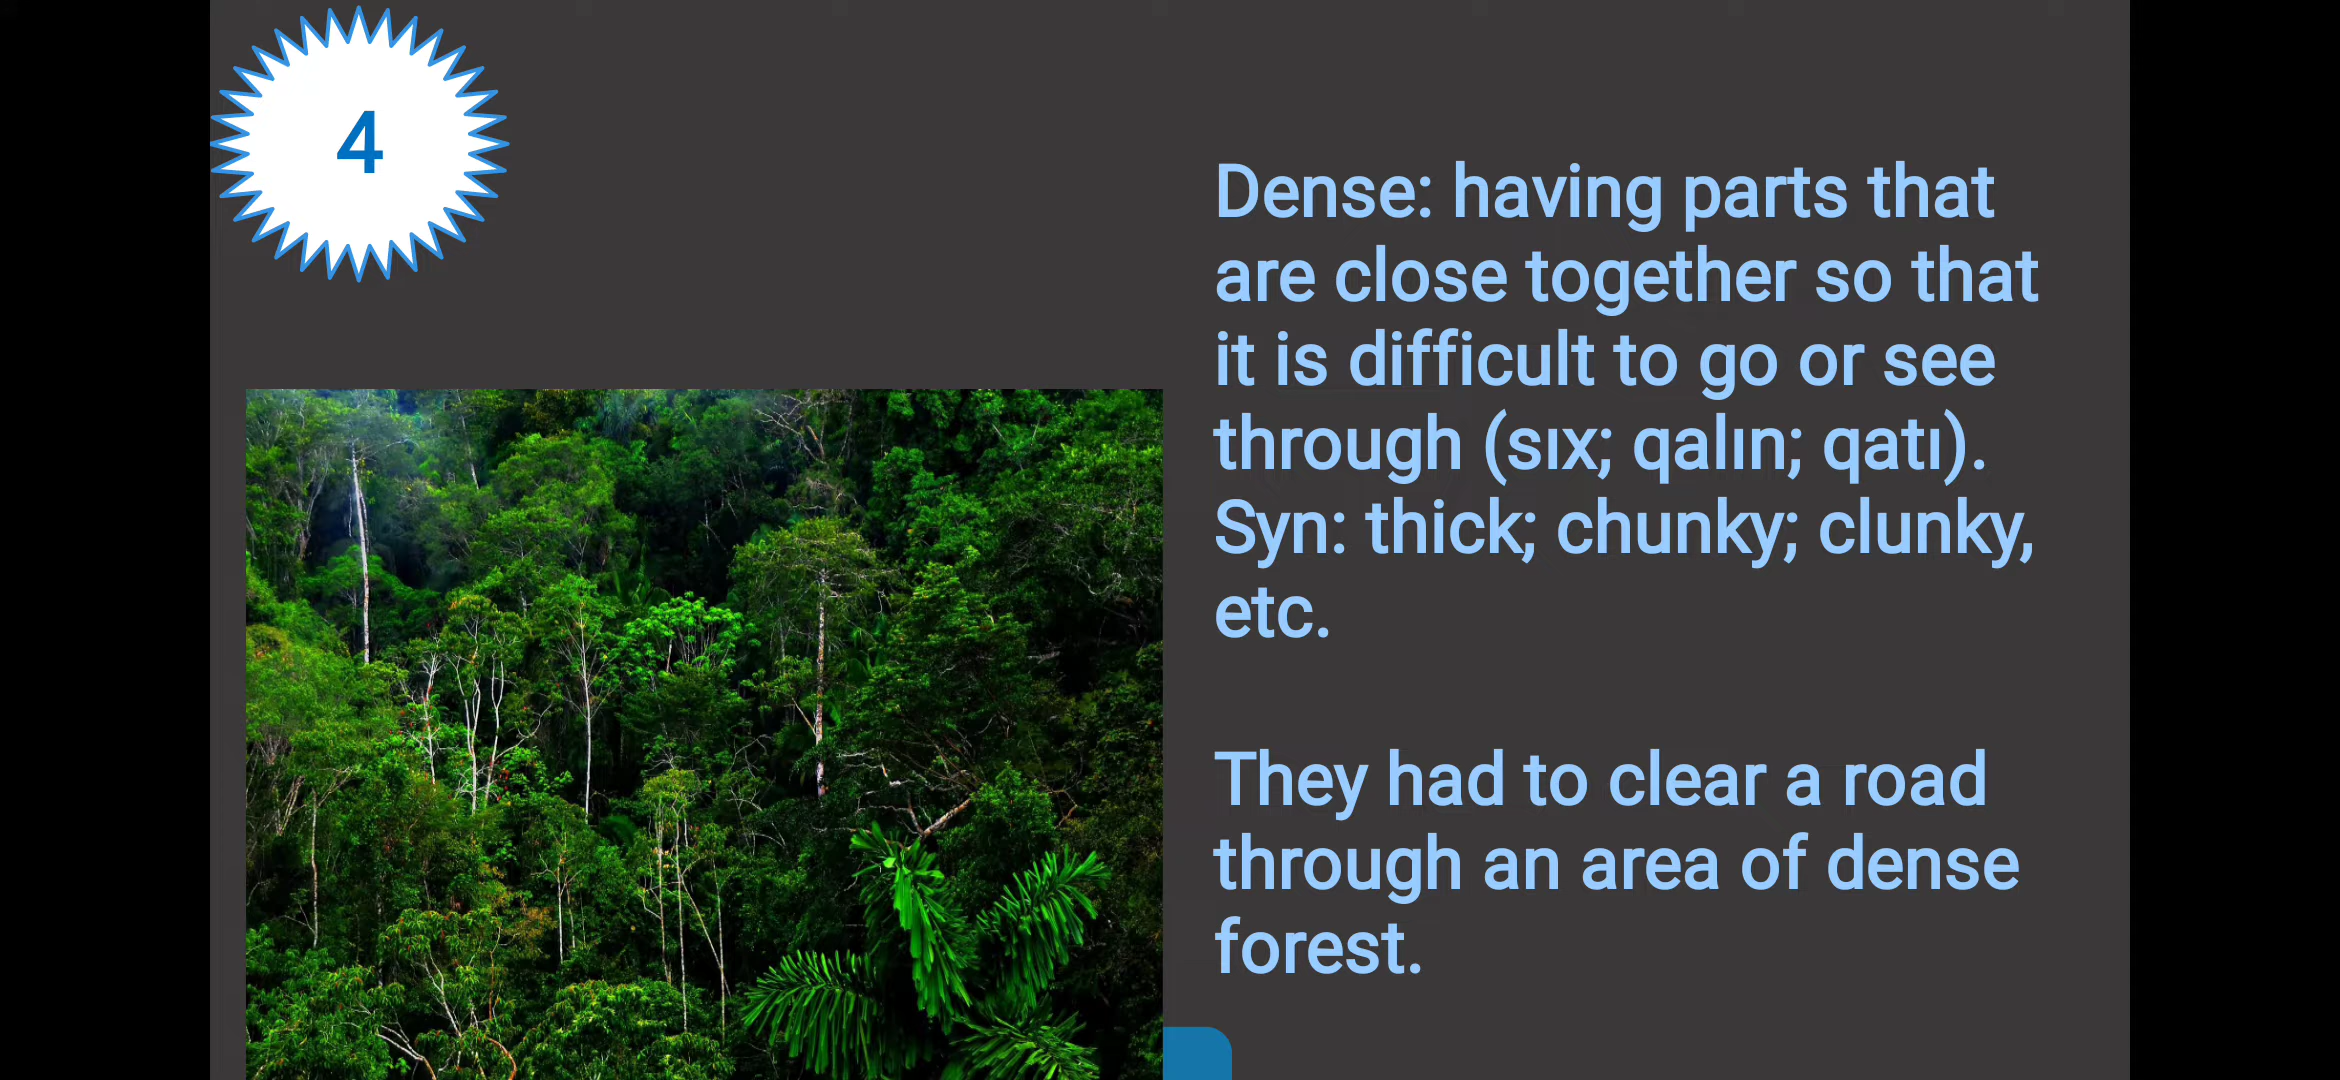 4
Dense: having parts that
are close together so that
it is difficult to go or see
through (sıx; qalın; qatı).
Syn: thick; chunky; clunky,
etc.
They had to clear a road
through an area of dense
forest.